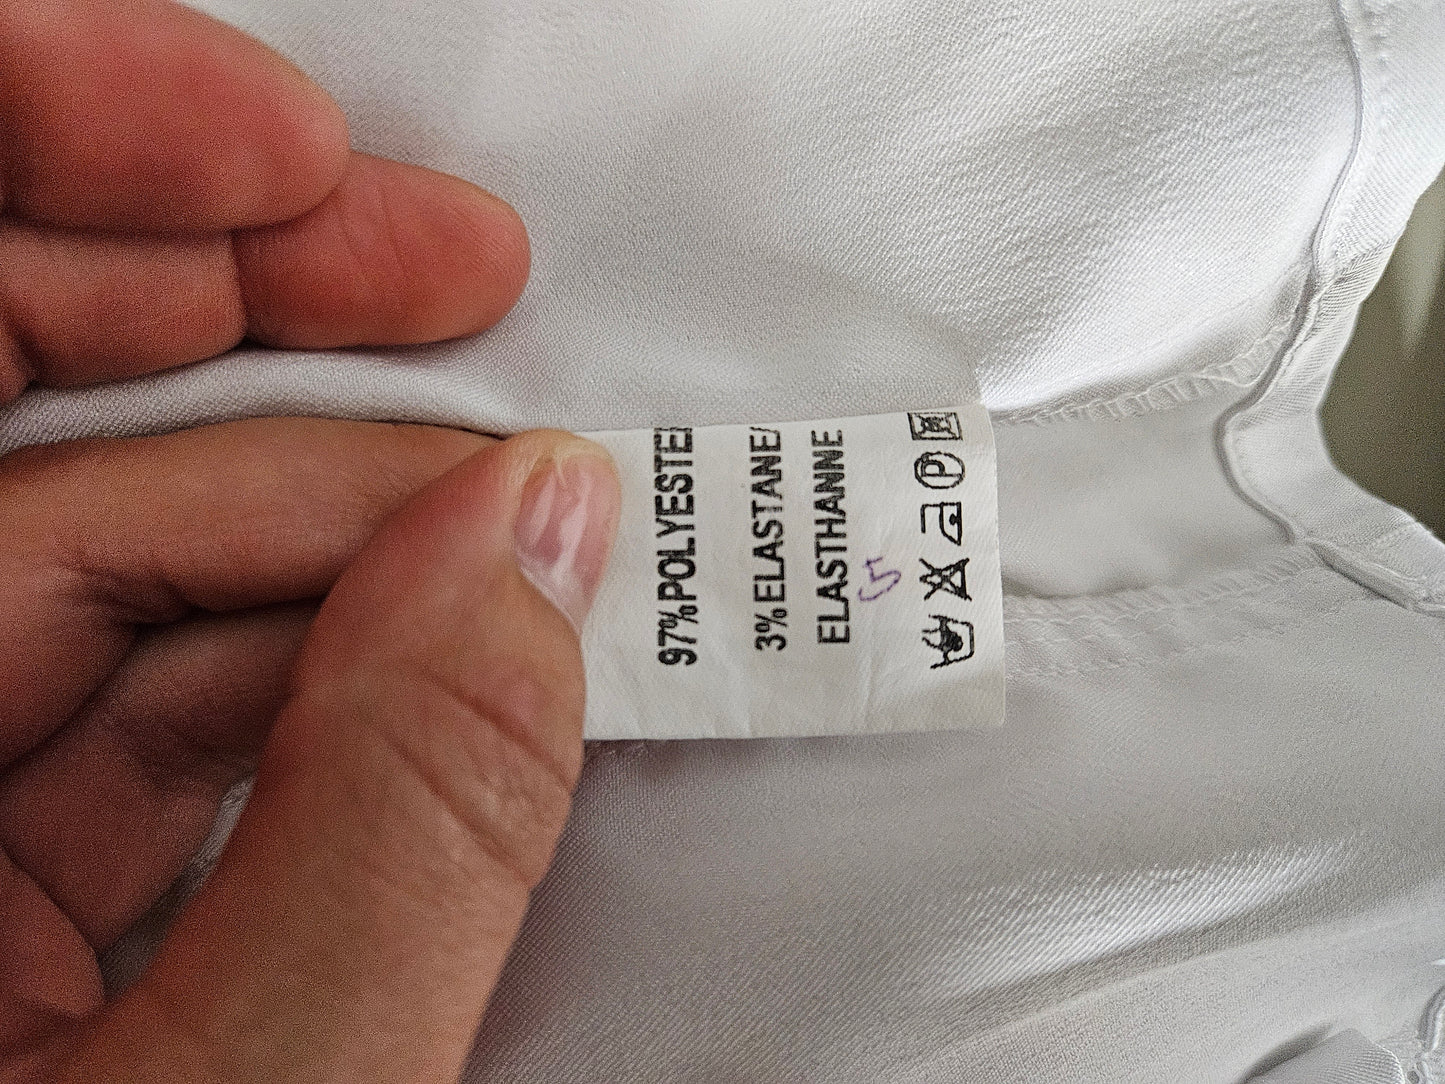 97%POLYESTE
3%ELASTANE/
ELASTHANNE
5
P